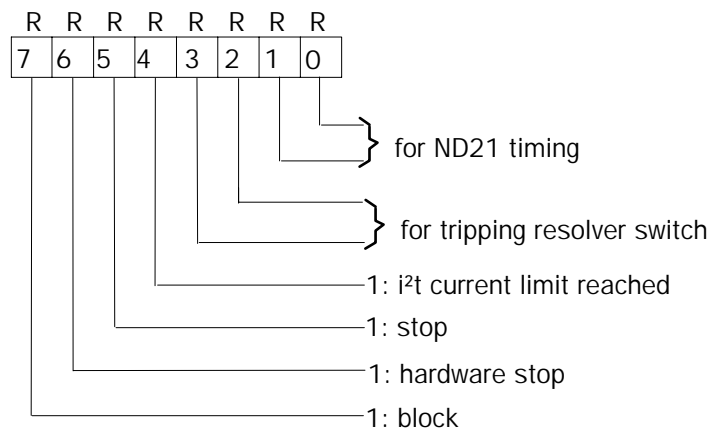 R R R R R R R R
7 6 5 4 3 2 1 0
for ND21 timing
for tripping resolver switch
1: i²t current limit reached
1: stop
1: hardware stop
1: block